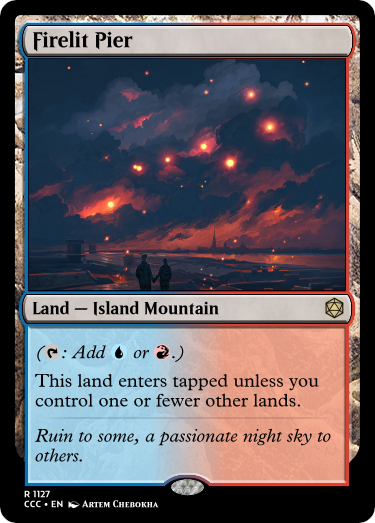 Firelit Pier
Land — Island Mountain
(: Add or .)
This land enters tapped unless you
control one or fewer other lands.
Ruin to some, a passionate night sky to
others.
R 1127
CCC • EN Artem Chebokha